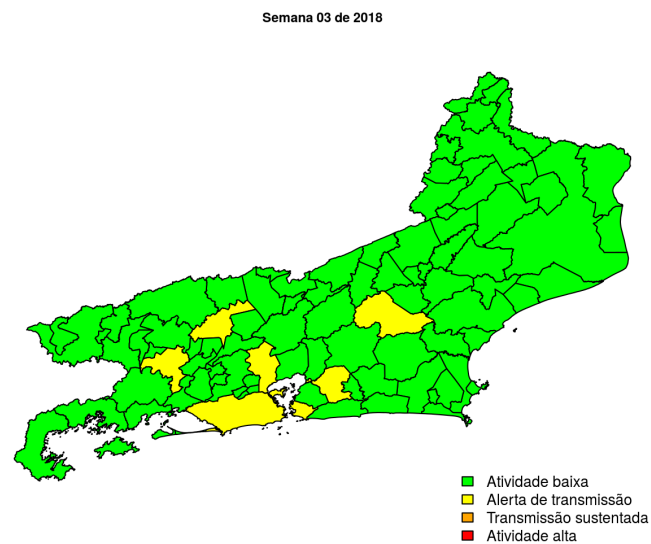 Semana 03 de 2018
Atividade baixa
Alerta de transmissão
Transmissão sustentada
Atividade alta